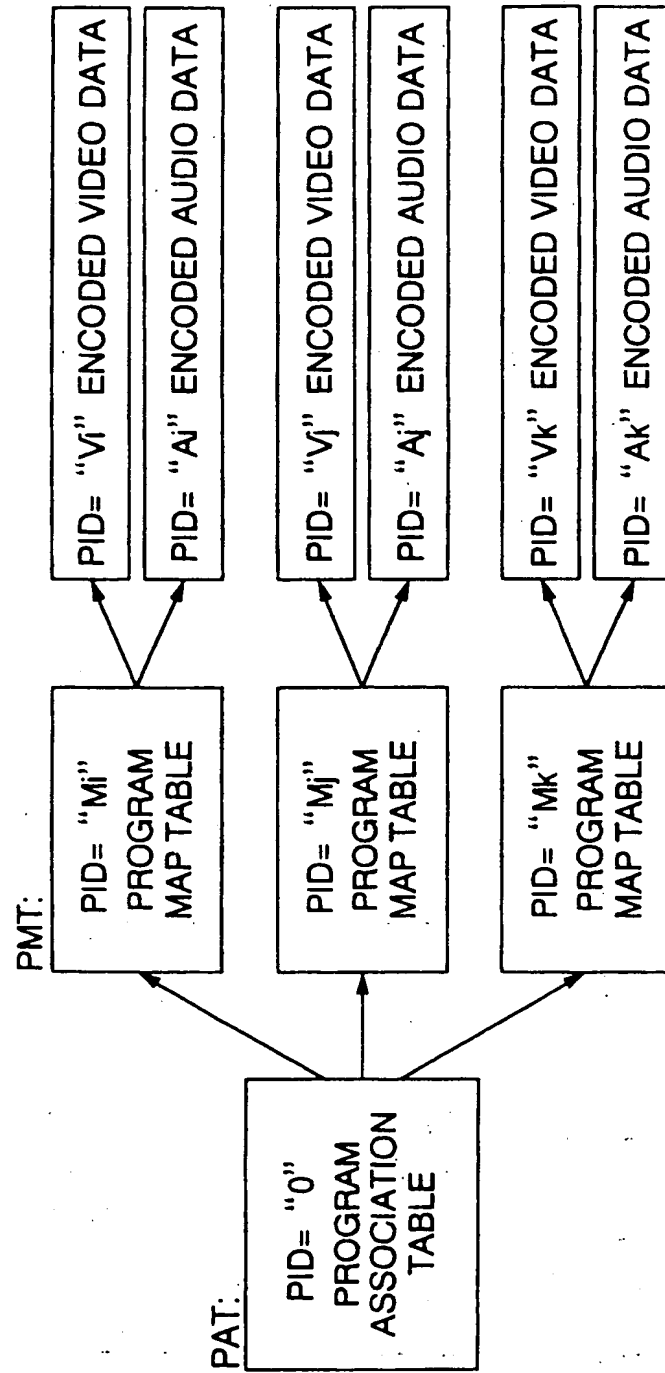 PAT:
PID= "0"
PROGRAM
ASSOCIATION
TABLE
PMT:
PID= "Mi"
PROGRAM
MAP TABLE
PID= "Mj"
PROGRAM
MAP TABLE
PID= "Mk"
PROGRAM
MAP TABLE
PID= "Vi" ENCODED VIDEO DATA
PID= "Ai" ENCODED AUDIO DATA
PID= "Vj" ENCODED VIDEO DATA
PID= "Aj" ENCODED AUDIO DATA
PID= "Vk" ENCODED VIDEO DATA
PID= "Ak" ENCODED AUDIO DATA